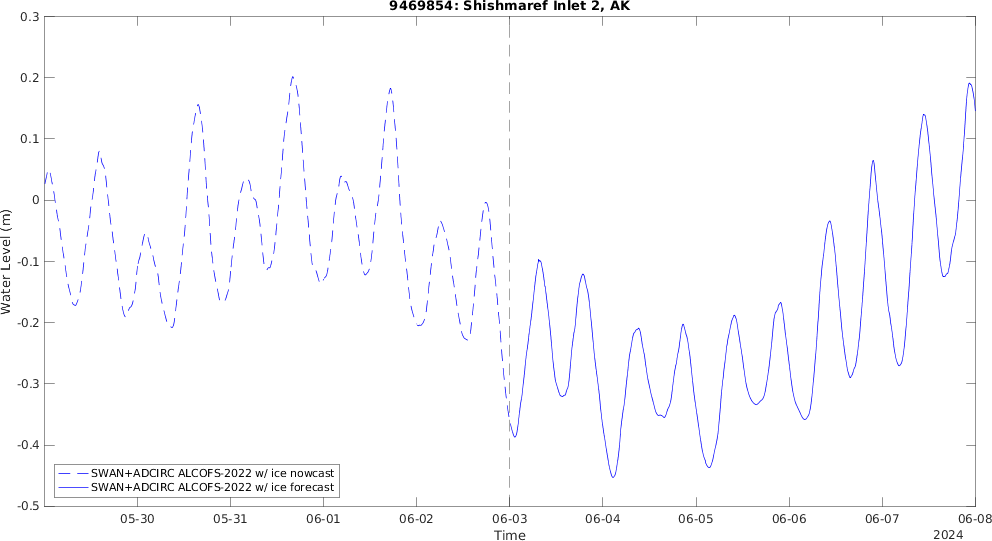 9469854: Shishmaref Inlet 2, AK
0.3
0.2
0.1
0
-0.1
-0.2
-0.3
-0.4
-0.5
Water Level (m)
SWAN+ADCIRC ALCOFS-2022 w/ ice nowcast
SWAN+ADCIRC ALCOFS-2022 w/ ice forecast
05-30 05-31 06-01 06-02 06-03 06-04 06-05 06-06 06-07 06-08
Time
2024